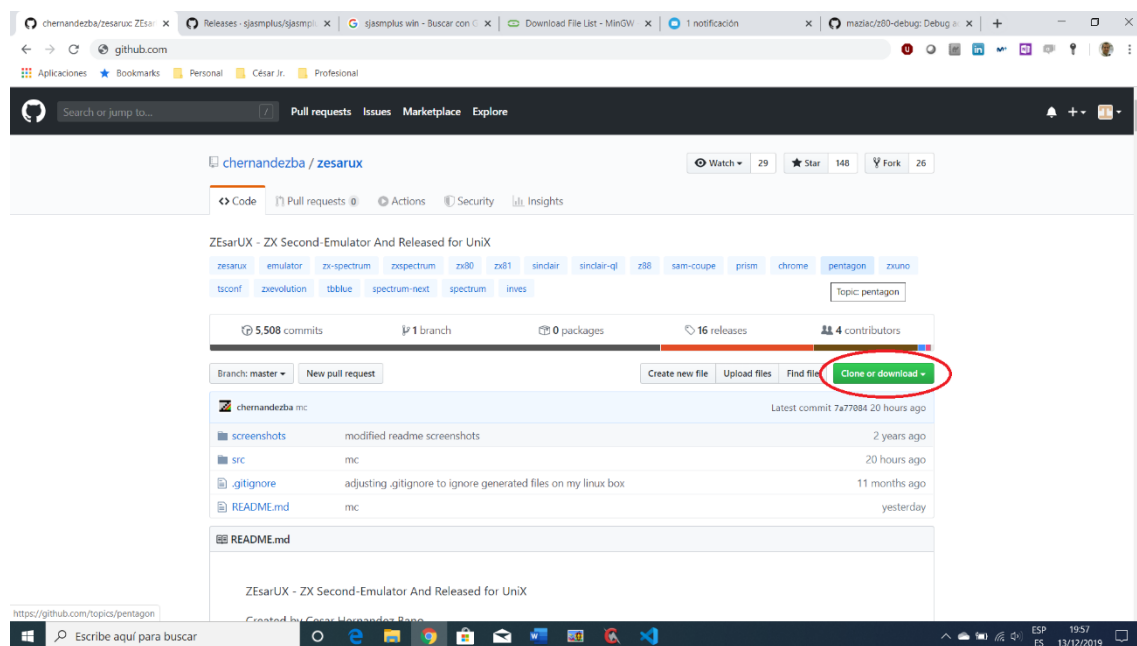 chernandezba/zesarux: ZEsar
Releases · sjasmplus/sjasmpl
sjasmplus win - Buscar con G
Download File List - MinGW
1 notificación
maziac/z80-debug: Debug a
github.com
Aplicaciones
Bookmarks
Personal
César Jr.
Profesional
Search or jump to...
/
Pull requests
Issues
Marketplace
Explore
chernandezba / zesarux
Watch 29
Star 148
Fork 26
Code
Pull requests 0
Actions
Security
Insights
ZEsarUX - ZX Second-Emulator And Released for UniX
zesarux emulator zx-spectrum zxspectrum zx80 zx81 sinclair sinclair-ql z88 sam-coupe prism chrome pentagon zxuno
tsconf zxevolution tbblue spectrum-next spectrum inves
Topic: pentagon
5,508 commits
1 branch
0 packages
16 releases
4 contributors
Branch: master
New pull request
Create new file
Upload files
Find file
Clone or download
chernandezba mc
Latest commit 7a77084 20 hours ago
screenshots modified readme screenshots 2 years ago
src mc 20 hours ago
.gitignore adjusting .gitignore to ignore generated files on my linux box 11 months ago
README.md mc yesterday
README.md
ZEsarUX - ZX Second-Emulator And Released for UniX
Created by Cesar Hernandez Bano
https://github.com/topics/pentagon
Escribe aquí para buscar
ESP
ES
19:57
13/12/2019